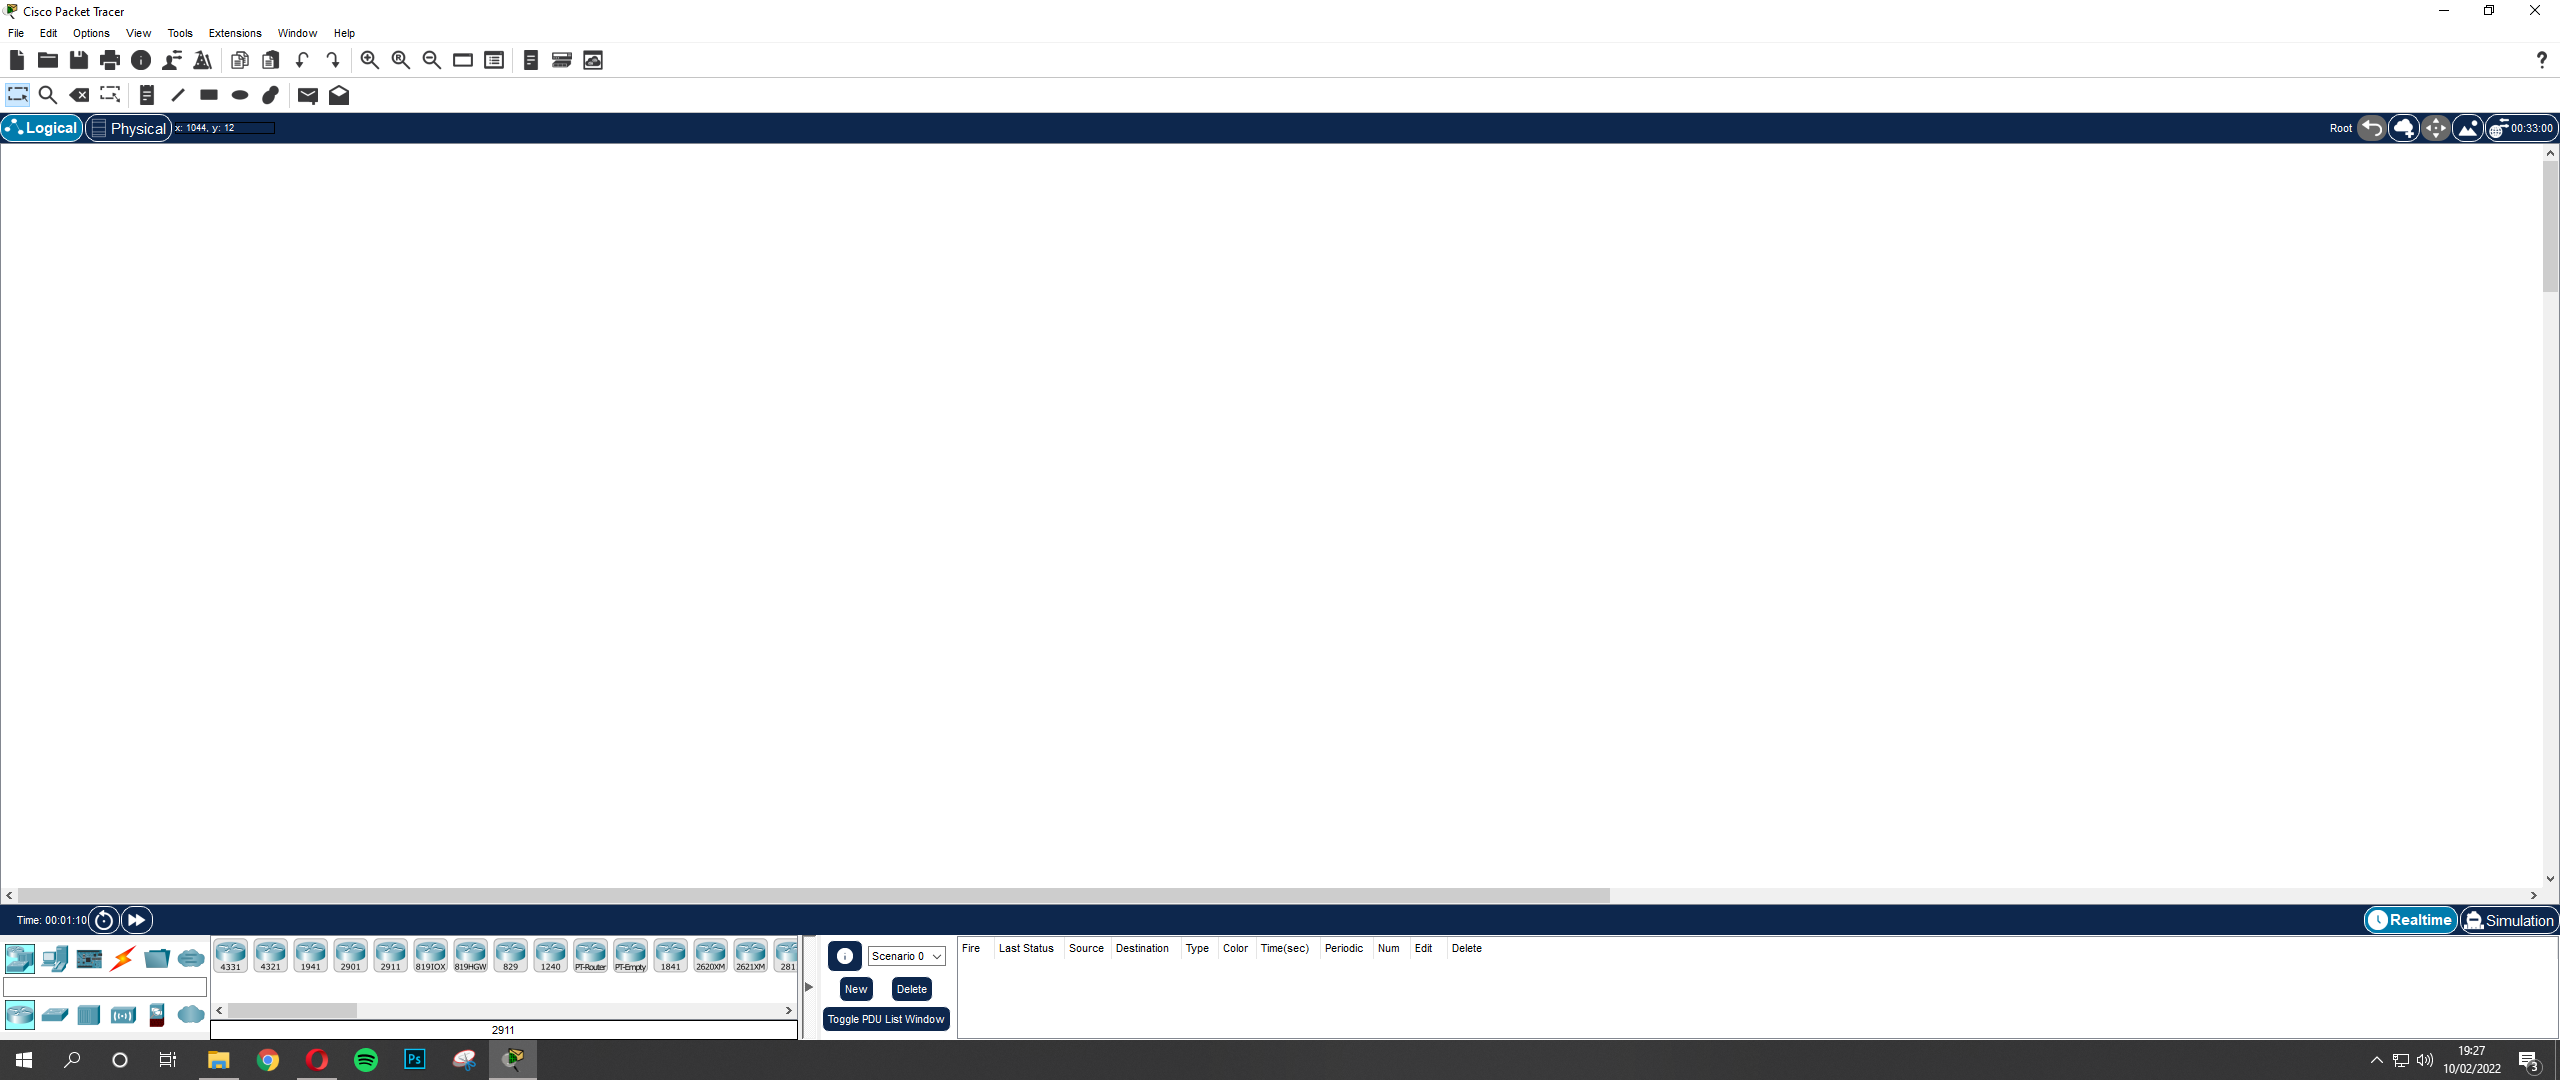 Cisco Packet Tracer
File Edit Options View Tools Extensions Window Help
Logical Physical x: 1044, y: 12 Root 00:33:00
Time: 00:01:10 Realtime Simulation
4331 4321 1941 2901 2911 819IOX 819HGW 829 1240 PT-Router PT-Empty 1841 2620XM 2621XM 281
2911
Scenario 0
New Delete
Toggle PDU List Window
Fire Last Status Source Destination Type Color Time(sec) Periodic Num Edit Delete
Ps
19:27
10/02/2022
3